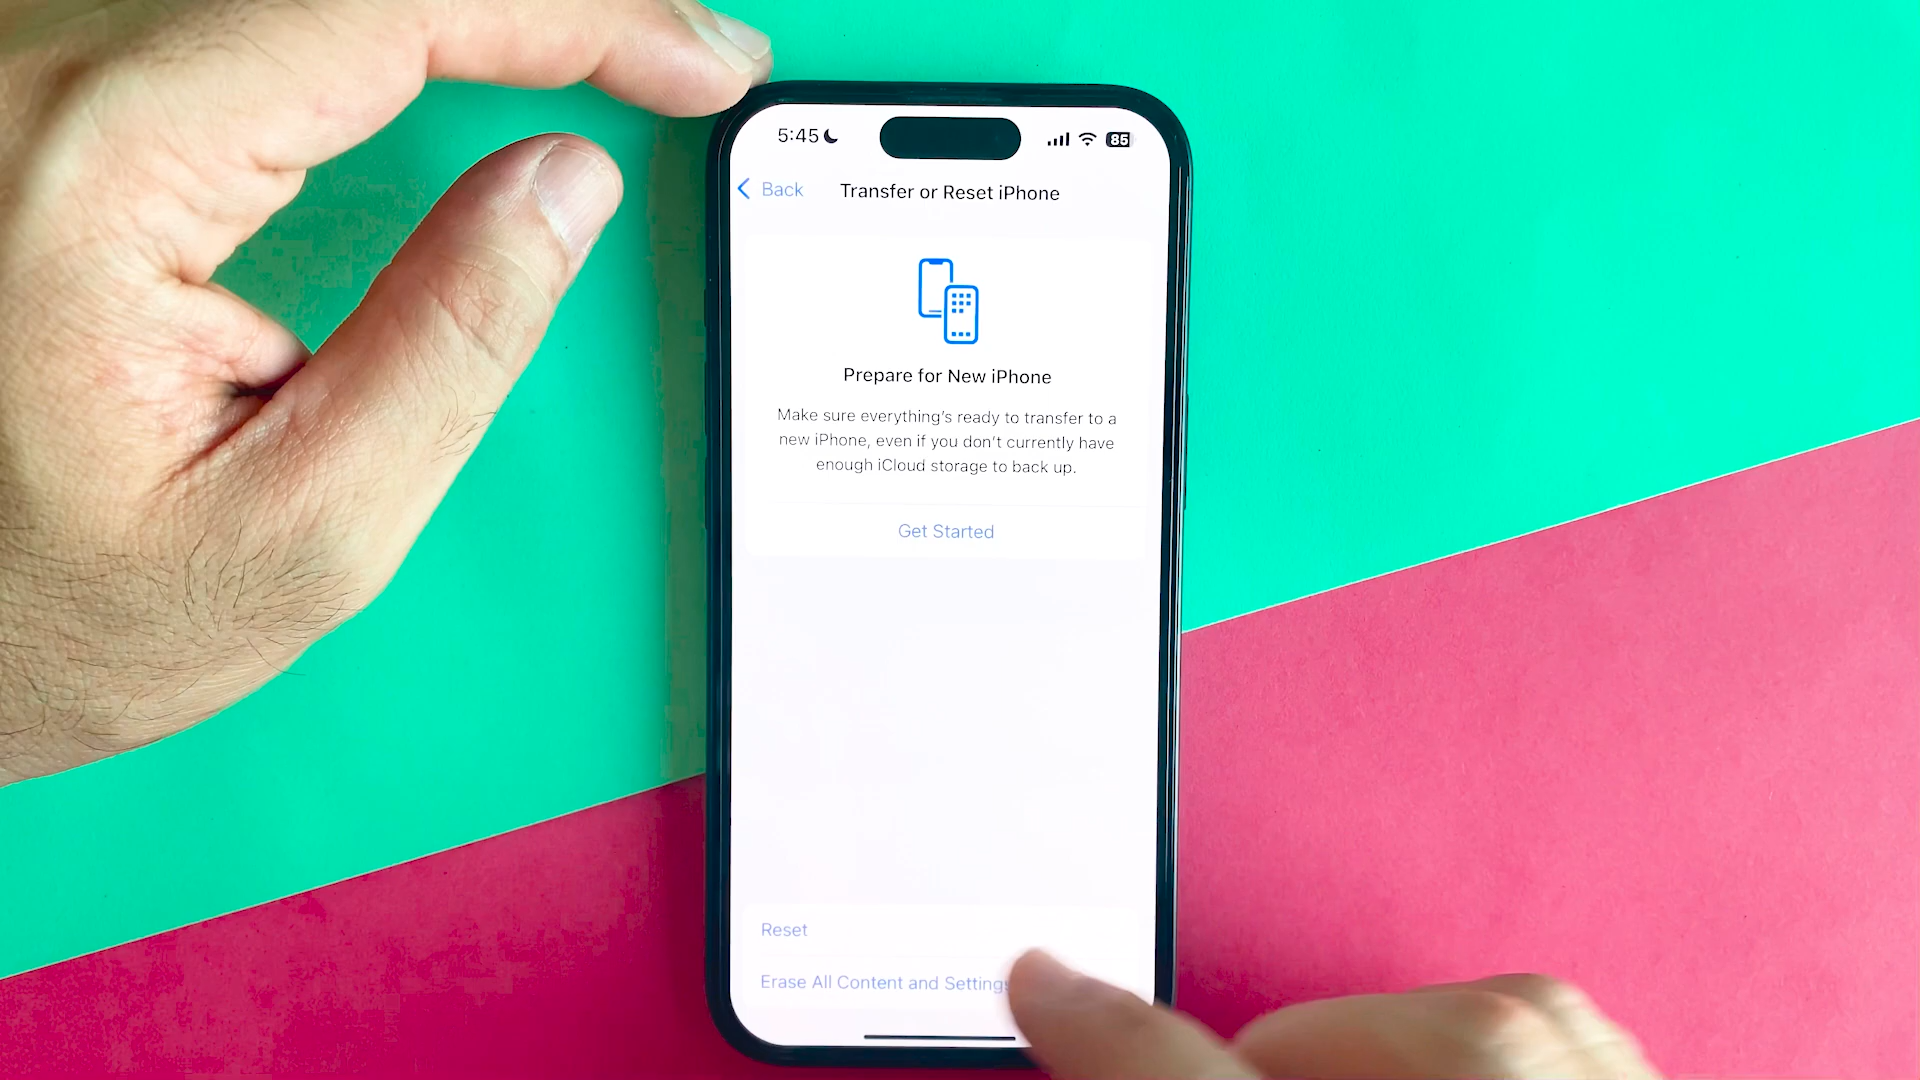 5:45
85
Back
Transfer or Reset iPhone
Prepare for New iPhone
Make sure everything's ready to transfer to a
new iPhone, even if you don't currently have
enough iCloud storage to back up.
Get Started
Reset
Erase All Content and Settings